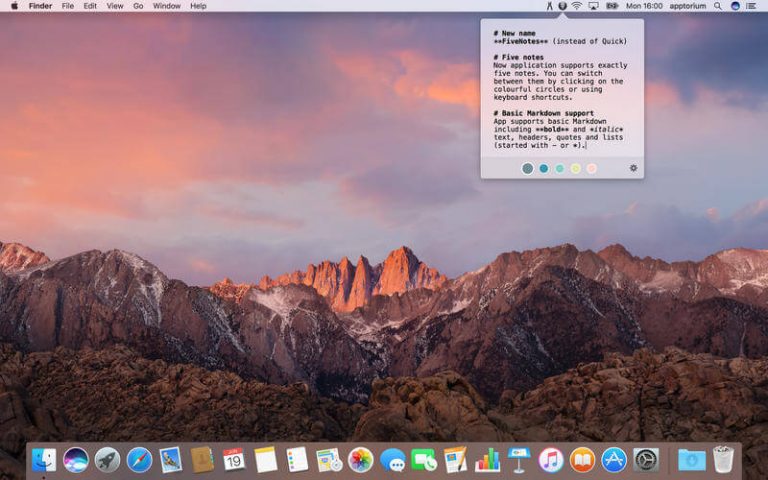 Finder File Edit View Go Window Help Mon 16:00 apptorium
# New name
**FiveNotes** (instead of Quick)
# Five notes
Now application supports exactly
five notes. You can switch
between them by clicking on the
colourful circles or using
keyboard shortcuts.
# Basic Markdown support
App supports basic Markdown
including **bold** and *italic*
text, headers, quotes and lists
(started with - or *).
19